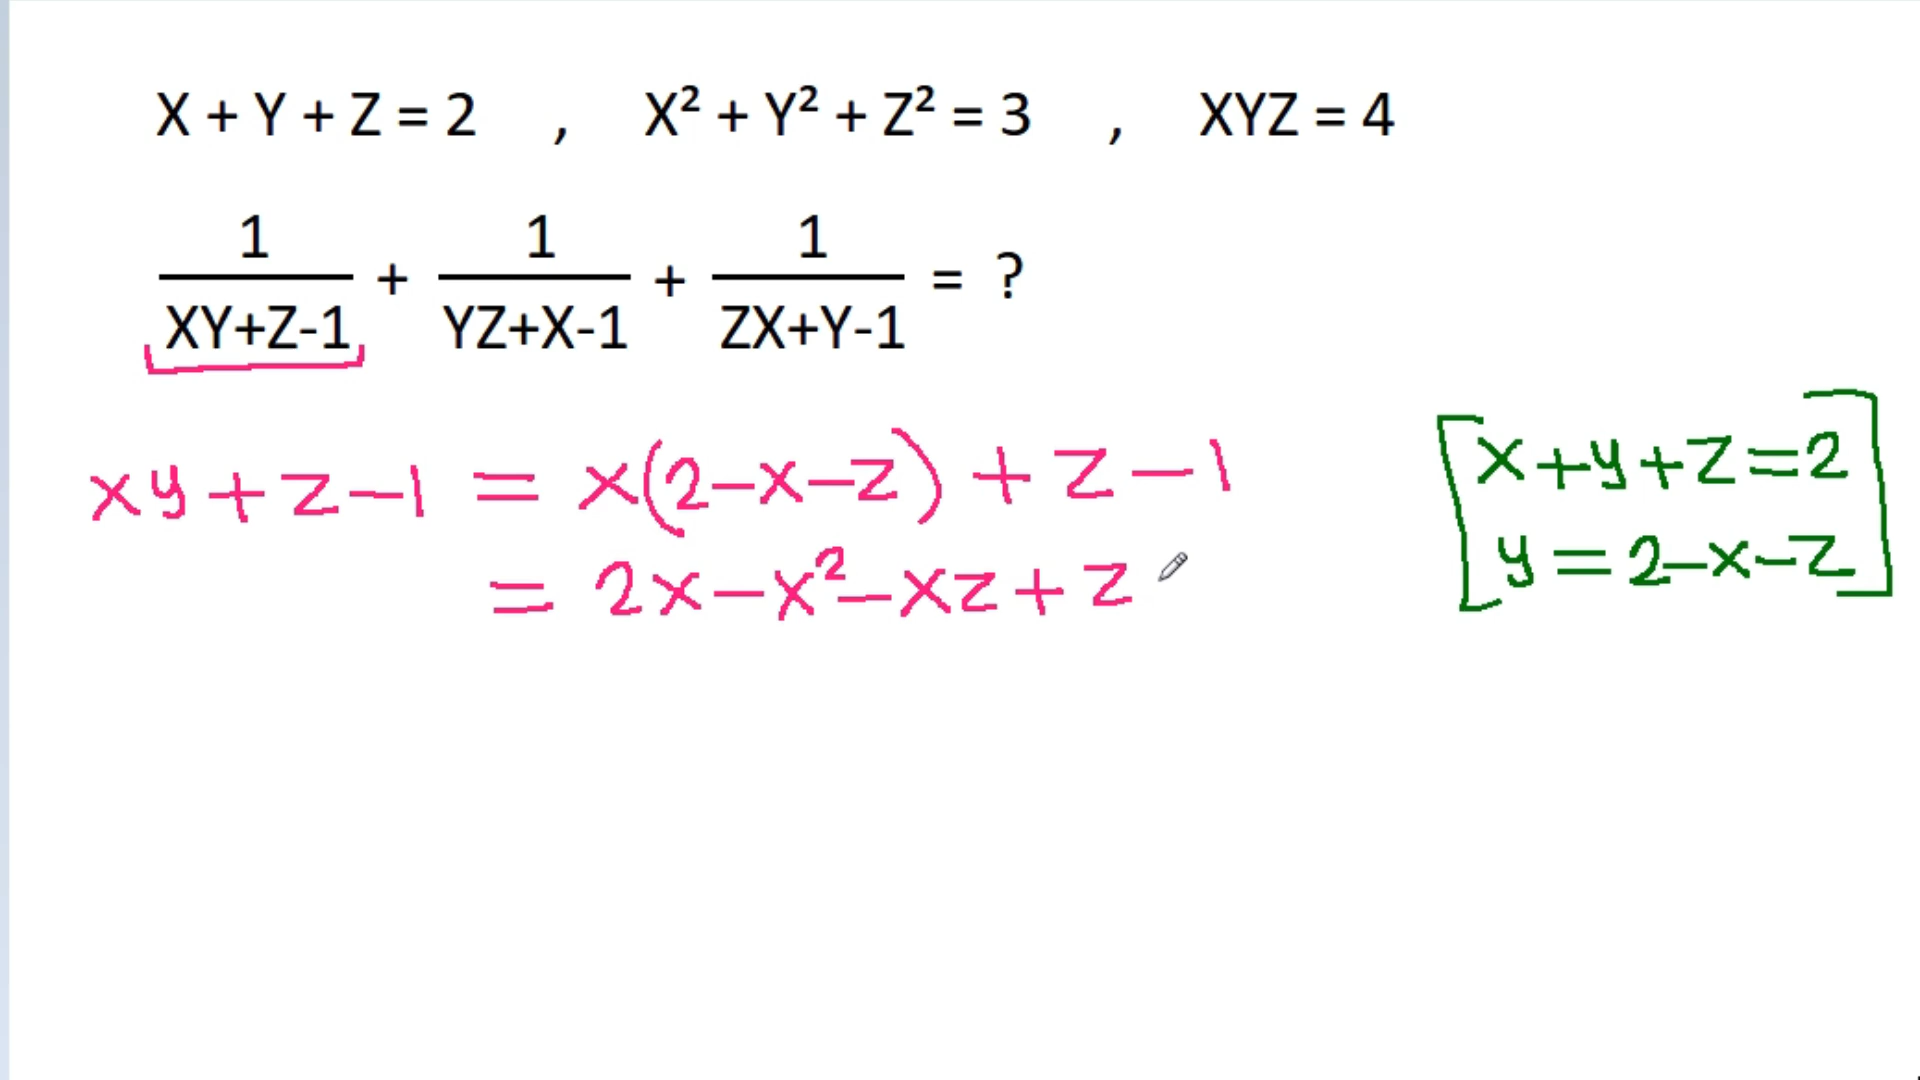 X + Y + Z = 2 , X² + Y² + Z² = 3 , XYZ = 4
1/(XY+Z-1) + 1/(YZ+X-1) + 1/(ZX+Y-1) = ?
xy+z-1 = x(2-x-z)+z-1
= 2x-x²-xz+z
x+y+z=2
y=2-x-z